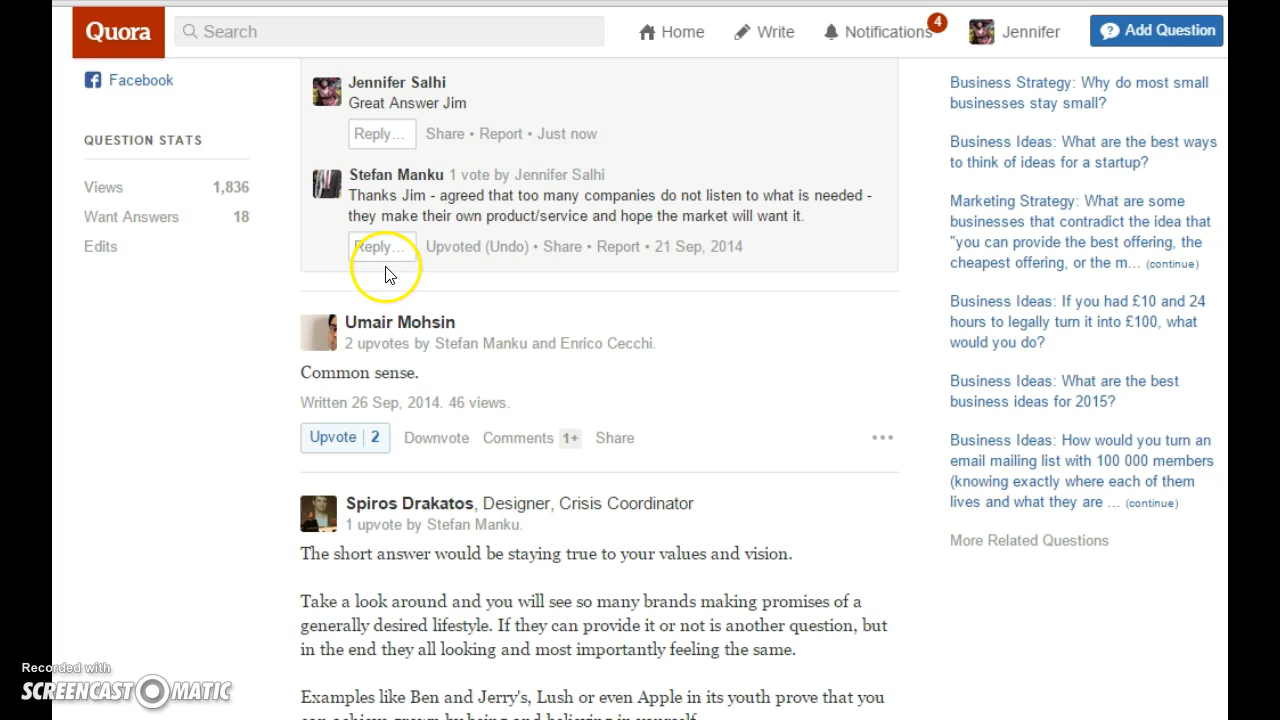 Quora
Search
Home
Write
Notifications
4
Jennifer
Add Question
Facebook
QUESTION STATS
Views 1,836
Want Answers 18
Edits
Jennifer Salhi
Great Answer Jim
Reply... Share • Report • Just now
Stefan Manku 1 vote by Jennifer Salhi
Thanks Jim - agreed that too many companies do not listen to what is needed -
they make their own product/service and hope the market will want it.
Reply... Upvoted (Undo) • Share • Report • 21 Sep, 2014
Umair Mohsin
2 upvotes by Stefan Manku and Enrico Cecchi.
Common sense.
Written 26 Sep, 2014. 46 views.
Upvote 2 Downvote Comments 1+ Share
Spiros Drakatos, Designer, Crisis Coordinator
1 upvote by Stefan Manku.
The short answer would be staying true to your values and vision.
Take a look around and you will see so many brands making promises of a
generally desired lifestyle. If they can provide it or not is another question, but
in the end they all looking and most importantly feeling the same.
Examples like Ben and Jerry's, Lush or even Apple in its youth prove that you
Business Strategy: Why do most small
businesses stay small?
Business Ideas: What are the best ways
to think of ideas for a startup?
Marketing Strategy: What are some
businesses that contradict the idea that
"you can provide the best offering, the
cheapest offering, or the m... (continue)
Business Ideas: If you had £10 and 24
hours to legally turn it into £100, what
would you do?
Business Ideas: What are the best
business ideas for 2015?
Business Ideas: How would you turn an
email mailing list with 100 000 members
(knowing exactly where each of them
lives and what they are ... (continue)
More Related Questions
Recorded with
SCREENCAST-O-MATIC